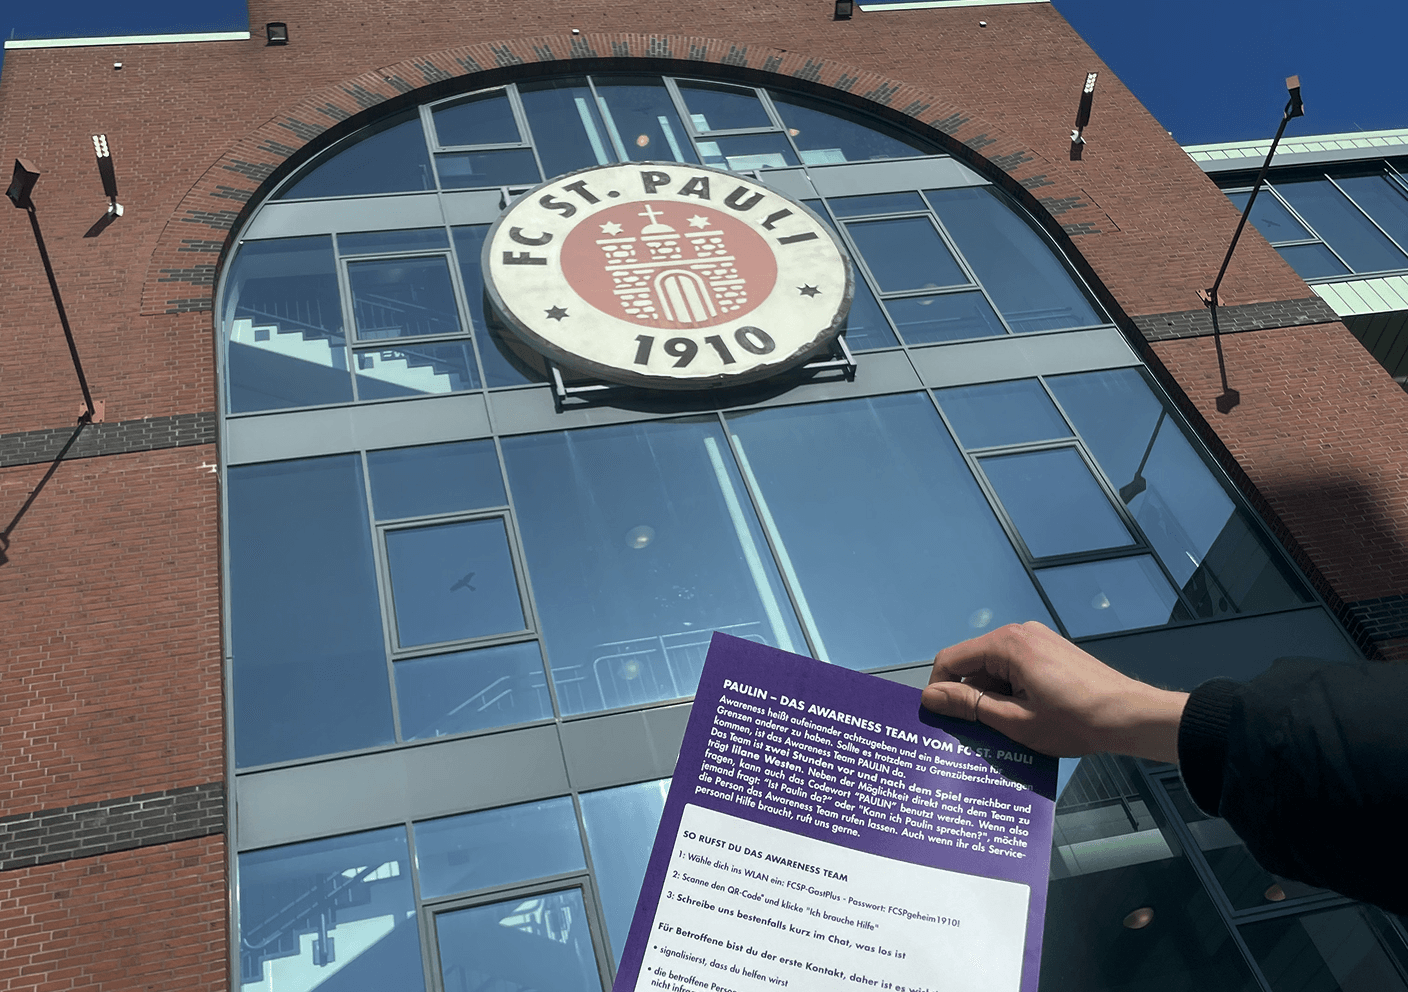 FC ST. PAULI
1910
PAULIN – DAS AWARENESS TEAM VOM FC ST. PAULI
Awareness heißt aufeinander achtzugeben und ein Bewusstsein für
Grenzen anderer zu haben. Sollte es trotzdem zu Grenzüberschreitungen
kommen, ist das Awareness Team PAULIN da.
Das Team ist zwei Stunden vor und nach dem Spiel erreichbar und
trägt lilane Westen. Neben der Möglichkeit direkt nach dem Team zu
fragen, kann auch das Codewort "PAULIN" benutzt werden. Wenn also
jemand fragt: "Ist Paulin da?" oder "Kann ich Paulin sprechen?", möchte
die Person das Awareness Team rufen lassen. Auch wenn ihr als Service-
personal Hilfe braucht, ruft uns gerne.
SO RUFST DU DAS AWARENESS TEAM
1: Wähle dich ins WLAN ein: FCSP-GastPlus - Passwort: FCSPgeheim1910!
2: Scanne den QR-Code* und klicke "Ich brauche Hilfe"
3: Schreibe uns bestenfalls kurz im Chat, was los ist
Für Betroffene bist du der erste Kontakt, daher ist es
• signalisierst, dass du helfen wirst
• die betroffene
nicht